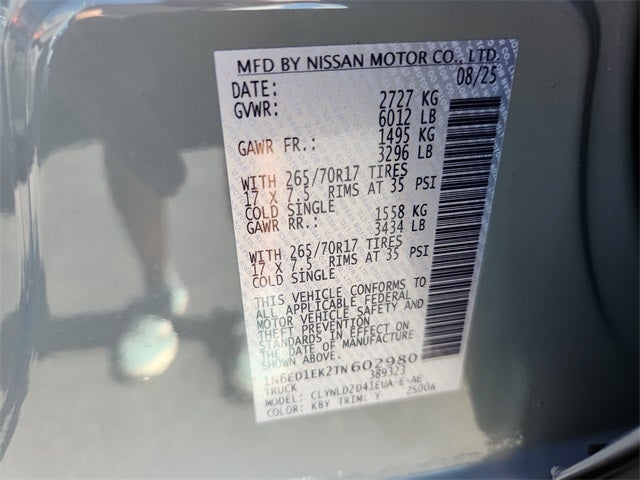 MFD BY NISSAN MOTOR CO., LTD.
DATE: 08/25
GVWR: 2727 KG
6012 LB
GAWR FR.: 1495 KG
3296 LB
WITH 265/70R17 TIRES
17 X 7.5 RIMS AT 35 PSI
COLD SINGLE
GAWR RR.: 1558 KG
3434 LB
WITH 265/70R17 TIRES
17 X 7.5 RIMS AT 35 PSI
COLD SINGLE
THIS VEHICLE CONFORMS TO
ALL APPLICABLE FEDERAL
MOTOR VEHICLE SAFETY AND
THEFT PREVENTION
STANDARDS IN EFFECT ON
THE DATE OF MANUFACTURE
SHOWN ABOVE.
1N6ED1EK2TN602980
TRUCK 389323
MODEL: CLYNLD2041EUA-E-AE
COLOR: KBY TRIM: Y 25D0A